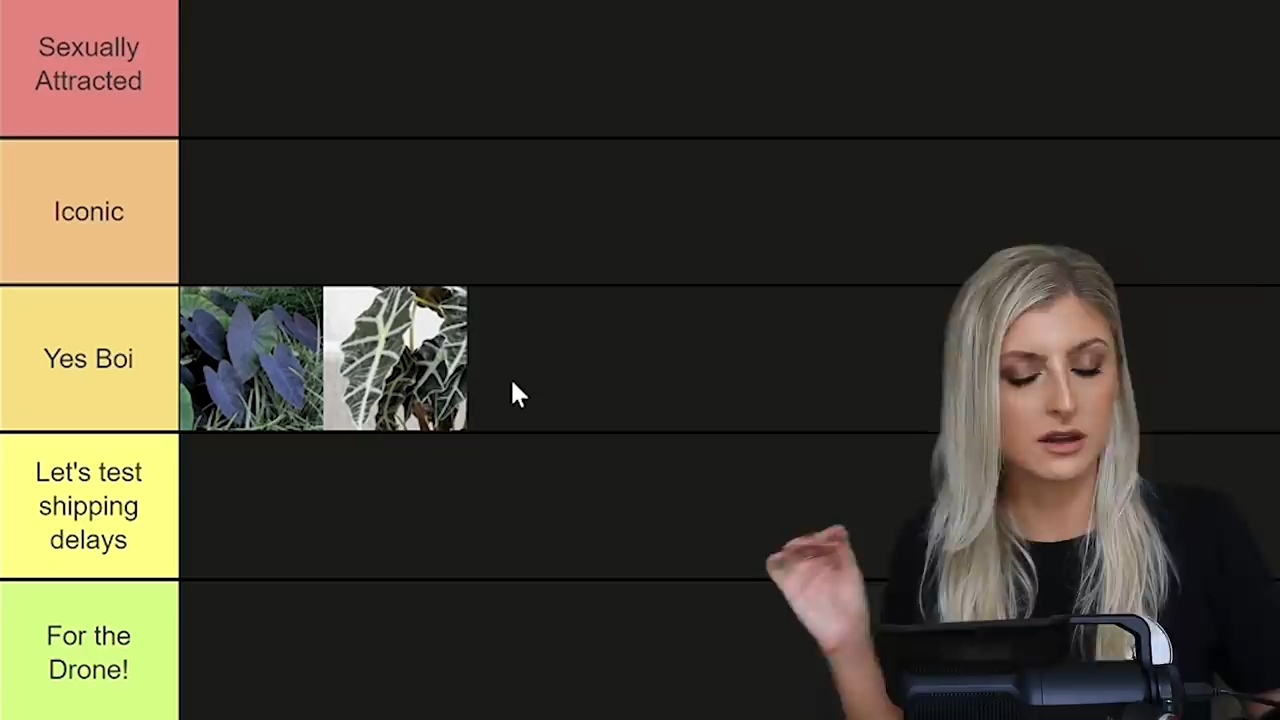 Sexually
Attracted
Iconic
Yes Boi
Let's test
shipping
delays
For the
Drone!